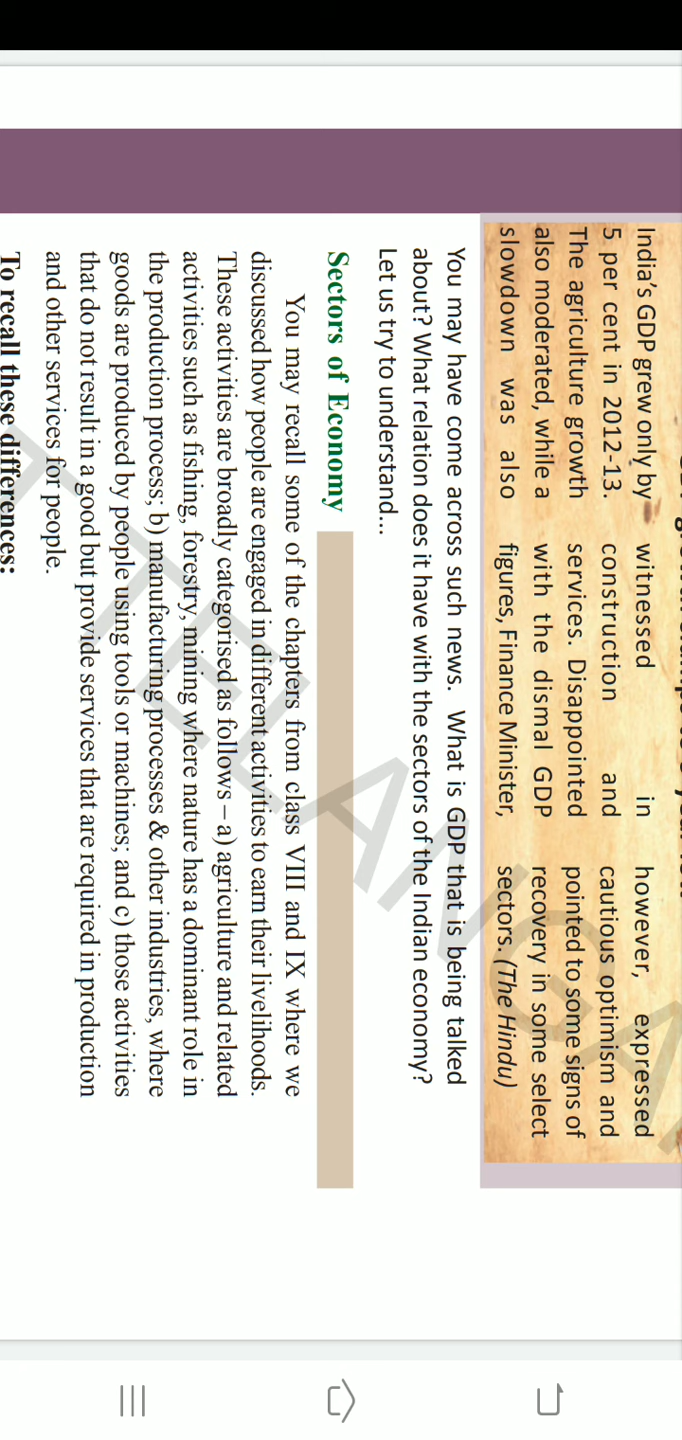 India's GDP grew only by
5 per cent in 2012-13.
The agriculture growth
also moderated, while a
slowdown was also
witnessed in
construction and
services. Disappointed
with the dismal GDP
figures, Finance Minister,
however, expressed
cautious optimism and
pointed to some signs of
recovery in some select
sectors. (The Hindu)
You may have come across such news. What is GDP that is being talked
about? What relation does it have with the sectors of the Indian economy?
Let us try to understand...
Sectors of Economy
You may recall some of the chapters from class VIII and IX where we
discussed how people are engaged in different activities to earn their livelihoods.
These activities are broadly categorised as follows – a) agriculture and related
activities such as fishing, forestry, mining where nature has a dominant role in
the production process; b) manufacturing processes & other industries, where
goods are produced by people using tools or machines; and c) those activities
that do not result in a good but provide services that are required in production
and other services for people.
To recall these differences: